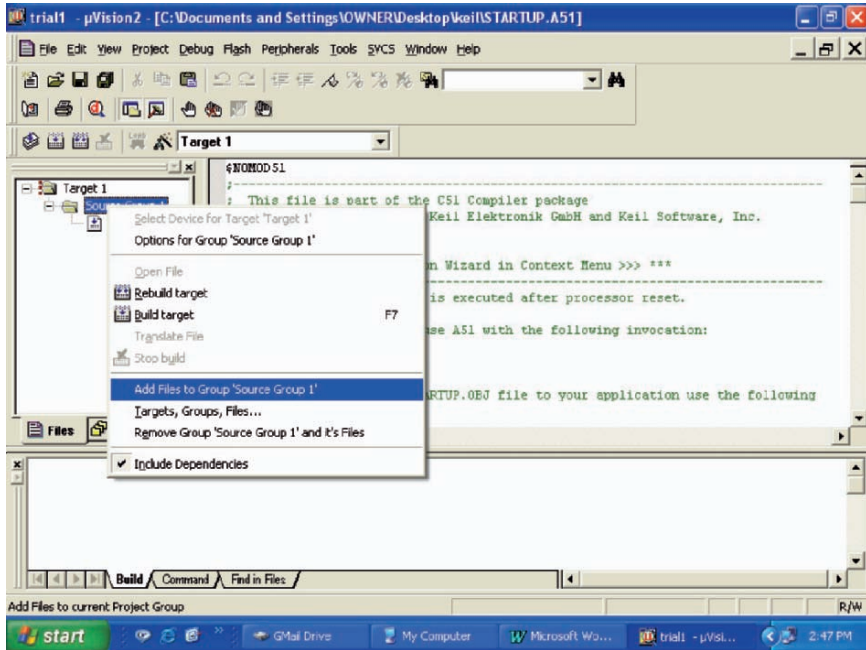 trial1 - µVision2 - [C:\Documents and Settings\OWNER\Desktop\keil\STARTUP.A51]
File Edit View Project Debug Flash Peripherals Tools SVCS Window Help
Target 1
$NOMOD51
;------------------------------------------------------------------------------
; This file is part of the C51 Compiler package
Keil Elektronik GmbH and Keil Software, Inc.
on Wizard in Context Menu >>> ***
is executed after processor reset.
se A51 with the following invocation:
ARTUP.OBJ file to your application use the following
Target 1
Source Group 1
Select Device for Target 'Target 1'
Options for Group 'Source Group 1'
Open File
Rebuild target
Build target F7
Translate File
Stop build
Add Files to Group 'Source Group 1'
Targets, Groups, Files...
Remove Group 'Source Group 1' and it's Files
Include Dependencies
Files
Build Command Find in Files
Add Files to current Project Group
R/W
start GMail Drive My Computer Microsoft Wo... trial1 - µVisi... 2:47 PM